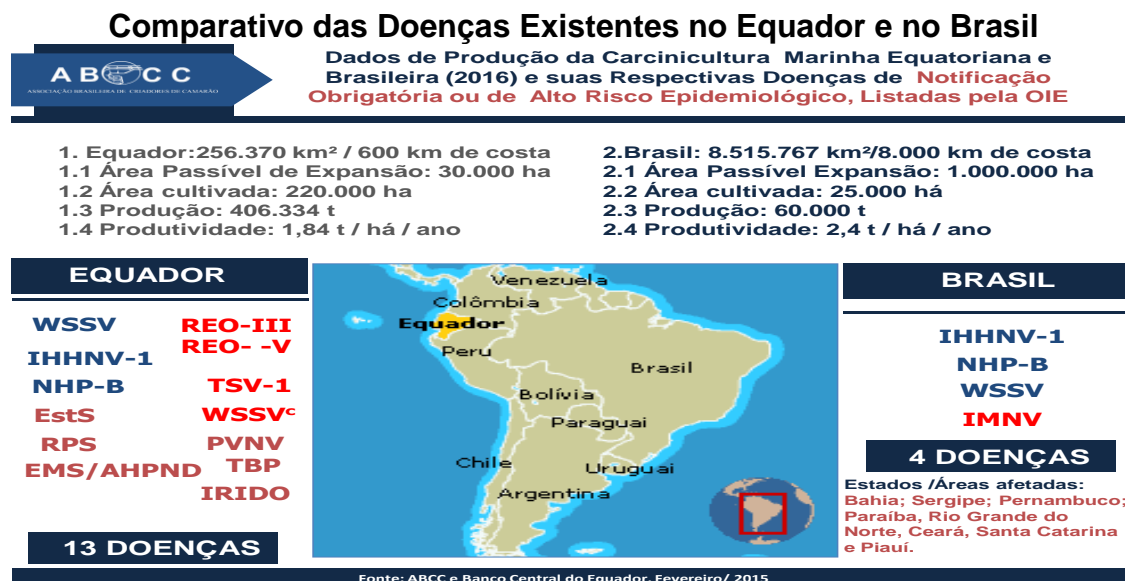 Comparativo das Doenças Existentes no Equador e no Brasil
A B C C
ASSOCIAÇÃO BRASILEIRA DE CRIADORES DE CAMARÃO
Dados de Produção da Carcinicultura Marinha Equatoriana e
Brasileira (2016) e suas Respectivas Doenças de Notificação
Obrigatória ou de Alto Risco Epidemiológico, Listadas pela OIE
1. Equador:256.370 km² / 600 km de costa
1.1 Área Passível de Expansão: 30.000 ha
1.2 Área cultivada: 220.000 ha
1.3 Produção: 406.334 t
1.4 Produtividade: 1,84 t / há / ano
2.Brasil: 8.515.767 km²/8.000 km de costa
2.1 Área Passível Expansão: 1.000.000 ha
2.2 Área cultivada: 25.000 há
2.3 Produção: 60.000 t
2.4 Produtividade: 2,4 t / há / ano
EQUADOR
WSSV
IHHNV-1
NHP-B
EstS
RPS
EMS/AHPND
REO-III
REO- -V
TSV-1
WSSVᶜ
PVNV
TBP
IRIDO
13 DOENÇAS
Venezuela
Colômbia
Equador
Peru
Brasil
Bolívia
Paraguai
Chile
Uruguai
Argentina
BRASIL
IHHNV-1
NHP-B
WSSV
IMNV
4 DOENÇAS
Estados /Áreas afetadas:
Bahia; Sergipe; Pernambuco;
Paraíba, Rio Grande do
Norte, Ceará, Santa Catarina
e Piauí.
Fonte: ABCC e Banco Central do Equador, Fevereiro/ 2015